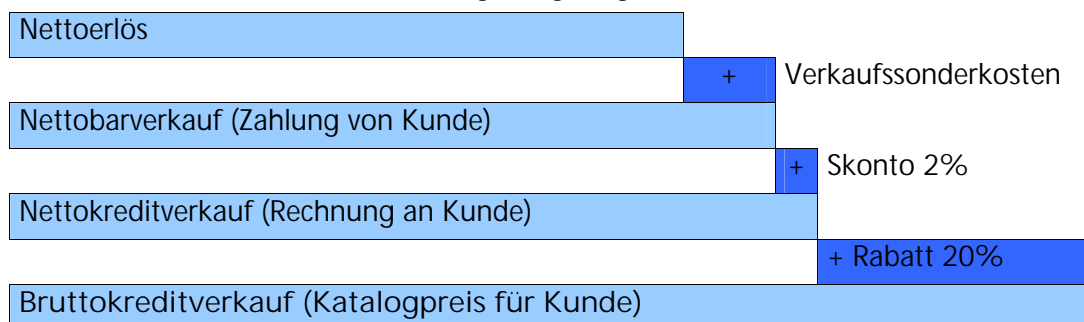 Nettoerlös
+ Verkaufssonderkosten
Nettobarverkauf (Zahlung von Kunde)
+ Skonto 2%
Nettokreditverkauf (Rechnung an Kunde)
+ Rabatt 20%
Bruttokreditverkauf (Katalogpreis für Kunde)